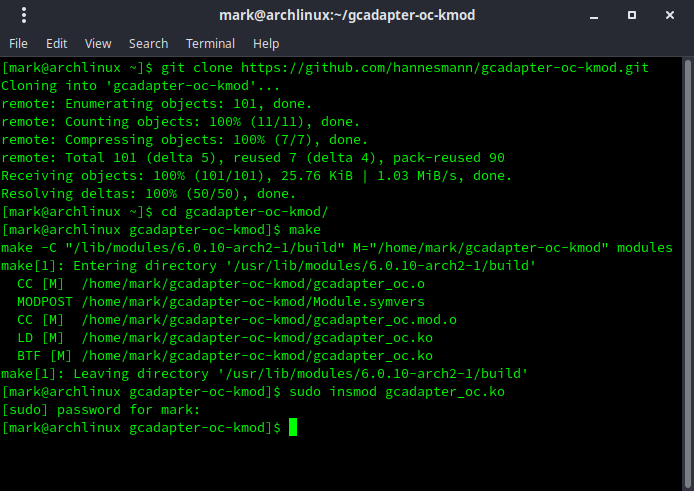 mark@archlinux:~/gcadapter-oc-kmod
File Edit View Search Terminal Help
[mark@archlinux ~]$ git clone https://github.com/hannesmann/gcadapter-oc-kmod.git
Cloning into 'gcadapter-oc-kmod'...
remote: Enumerating objects: 101, done.
remote: Counting objects: 100% (11/11), done.
remote: Compressing objects: 100% (7/7), done.
remote: Total 101 (delta 5), reused 7 (delta 4), pack-reused 90
Receiving objects: 100% (101/101), 25.76 KiB | 1.03 MiB/s, done.
Resolving deltas: 100% (50/50), done.
[mark@archlinux ~]$ cd gcadapter-oc-kmod/
[mark@archlinux gcadapter-oc-kmod]$ make
make -C "/lib/modules/6.0.10-arch2-1/build" M="/home/mark/gcadapter-oc-kmod" modules
make[1]: Entering directory '/usr/lib/modules/6.0.10-arch2-1/build'
  CC [M]  /home/mark/gcadapter-oc-kmod/gcadapter_oc.o
  MODPOST /home/mark/gcadapter-oc-kmod/Module.symvers
  CC [M]  /home/mark/gcadapter-oc-kmod/gcadapter_oc.mod.o
  LD [M]  /home/mark/gcadapter-oc-kmod/gcadapter_oc.ko
  BTF [M] /home/mark/gcadapter-oc-kmod/gcadapter_oc.ko
make[1]: Leaving directory '/usr/lib/modules/6.0.10-arch2-1/build'
[mark@archlinux gcadapter-oc-kmod]$ sudo insmod gcadapter_oc.ko
[sudo] password for mark:
[mark@archlinux gcadapter-oc-kmod]$